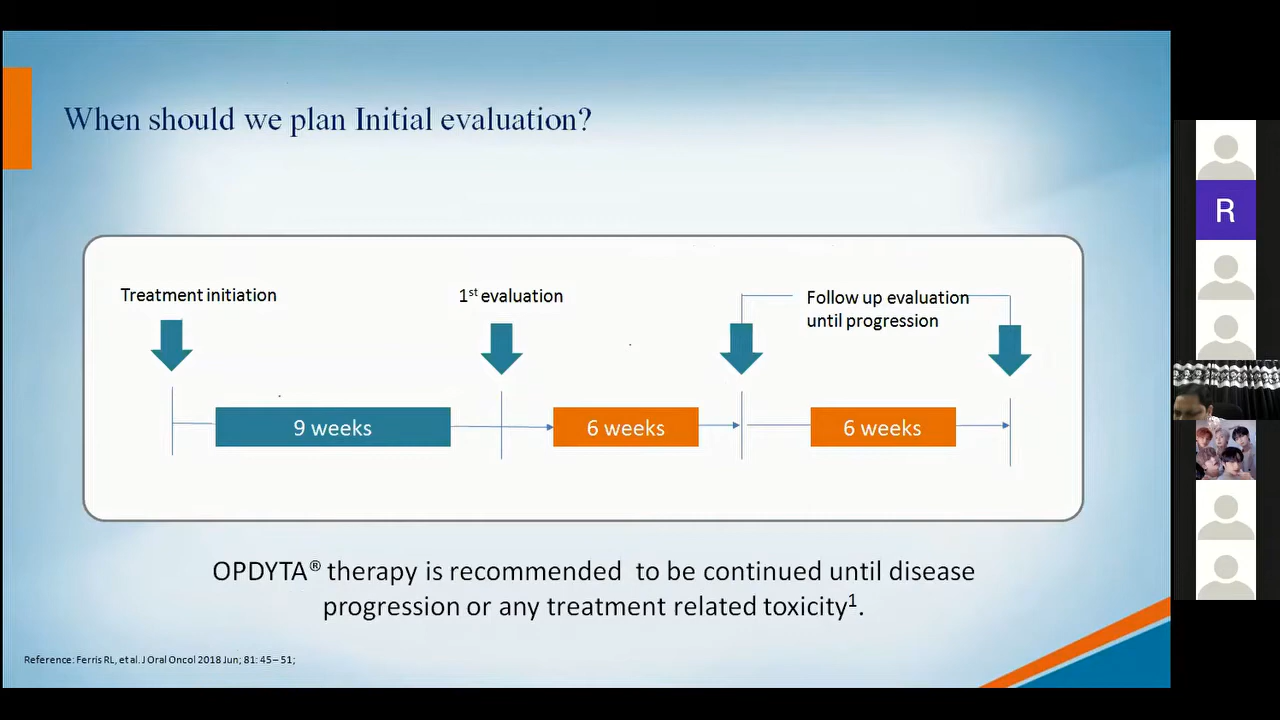 When should we plan Initial evaluation?
Treatment initiation
1st evaluation
Follow up evaluation
until progression
9 weeks
6 weeks
6 weeks
OPDYTA® therapy is recommended  to be continued until disease
progression or any treatment related toxicity1.
Reference: Ferris RL, et al. J Oral Oncol 2018 Jun; 81: 45 – 51;
R